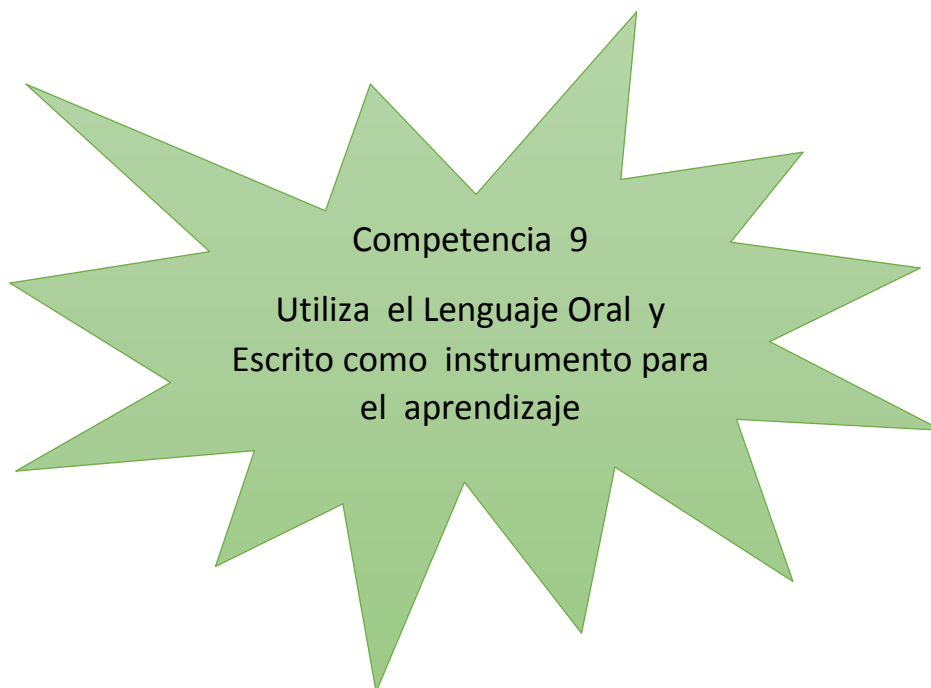 Competencia 9
Utiliza el Lenguaje Oral y
Escrito como instrumento para
el aprendizaje